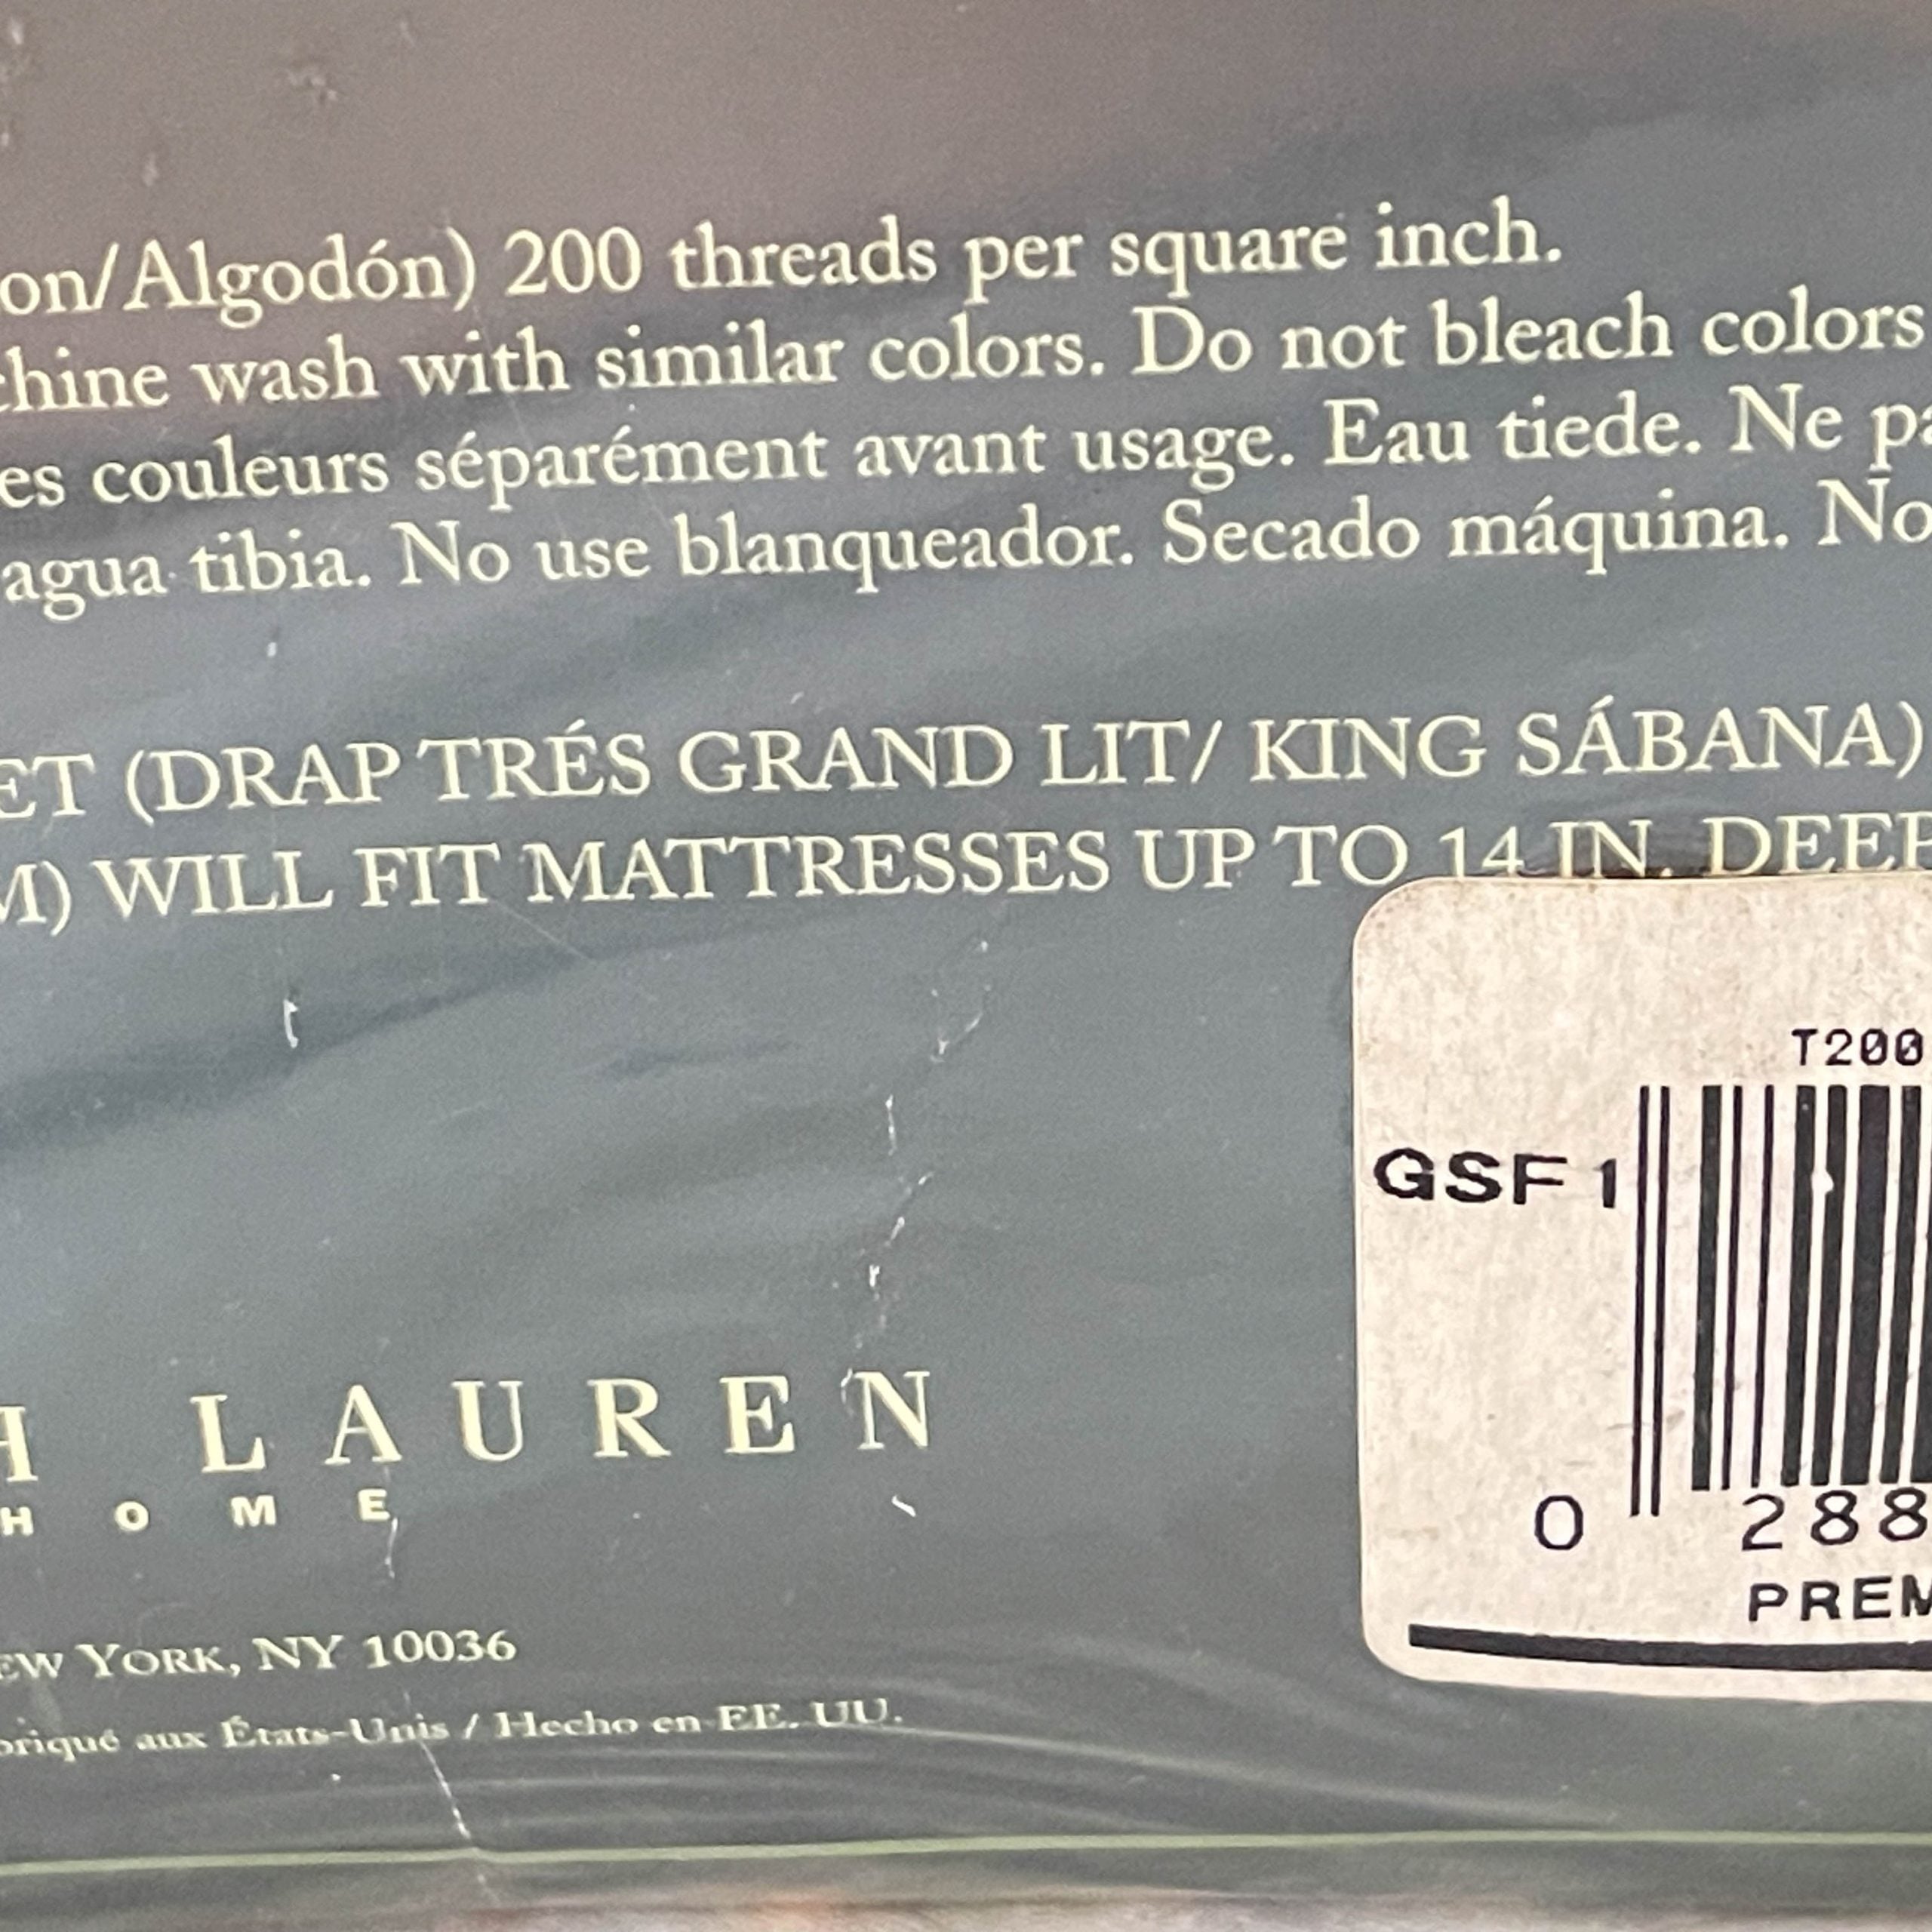 on/Algodón) 200 threads per square inch.
chine wash with similar colors. Do not bleach colors
es couleurs séparément avant usage. Eau tiede. Ne pa
agua tibia. No use blanqueador. Secado máquina. No
ET (DRAP TRÉS GRAND LIT/ KING SÁBANA)
M) WILL FIT MATTRESSES UP TO 14 IN. DEEP
T200
GSF1
0 288
PREM
H LAUREN
HOME
EW YORK, NY 10036
briqué aux États-Unis / Hecho en EE. UU.